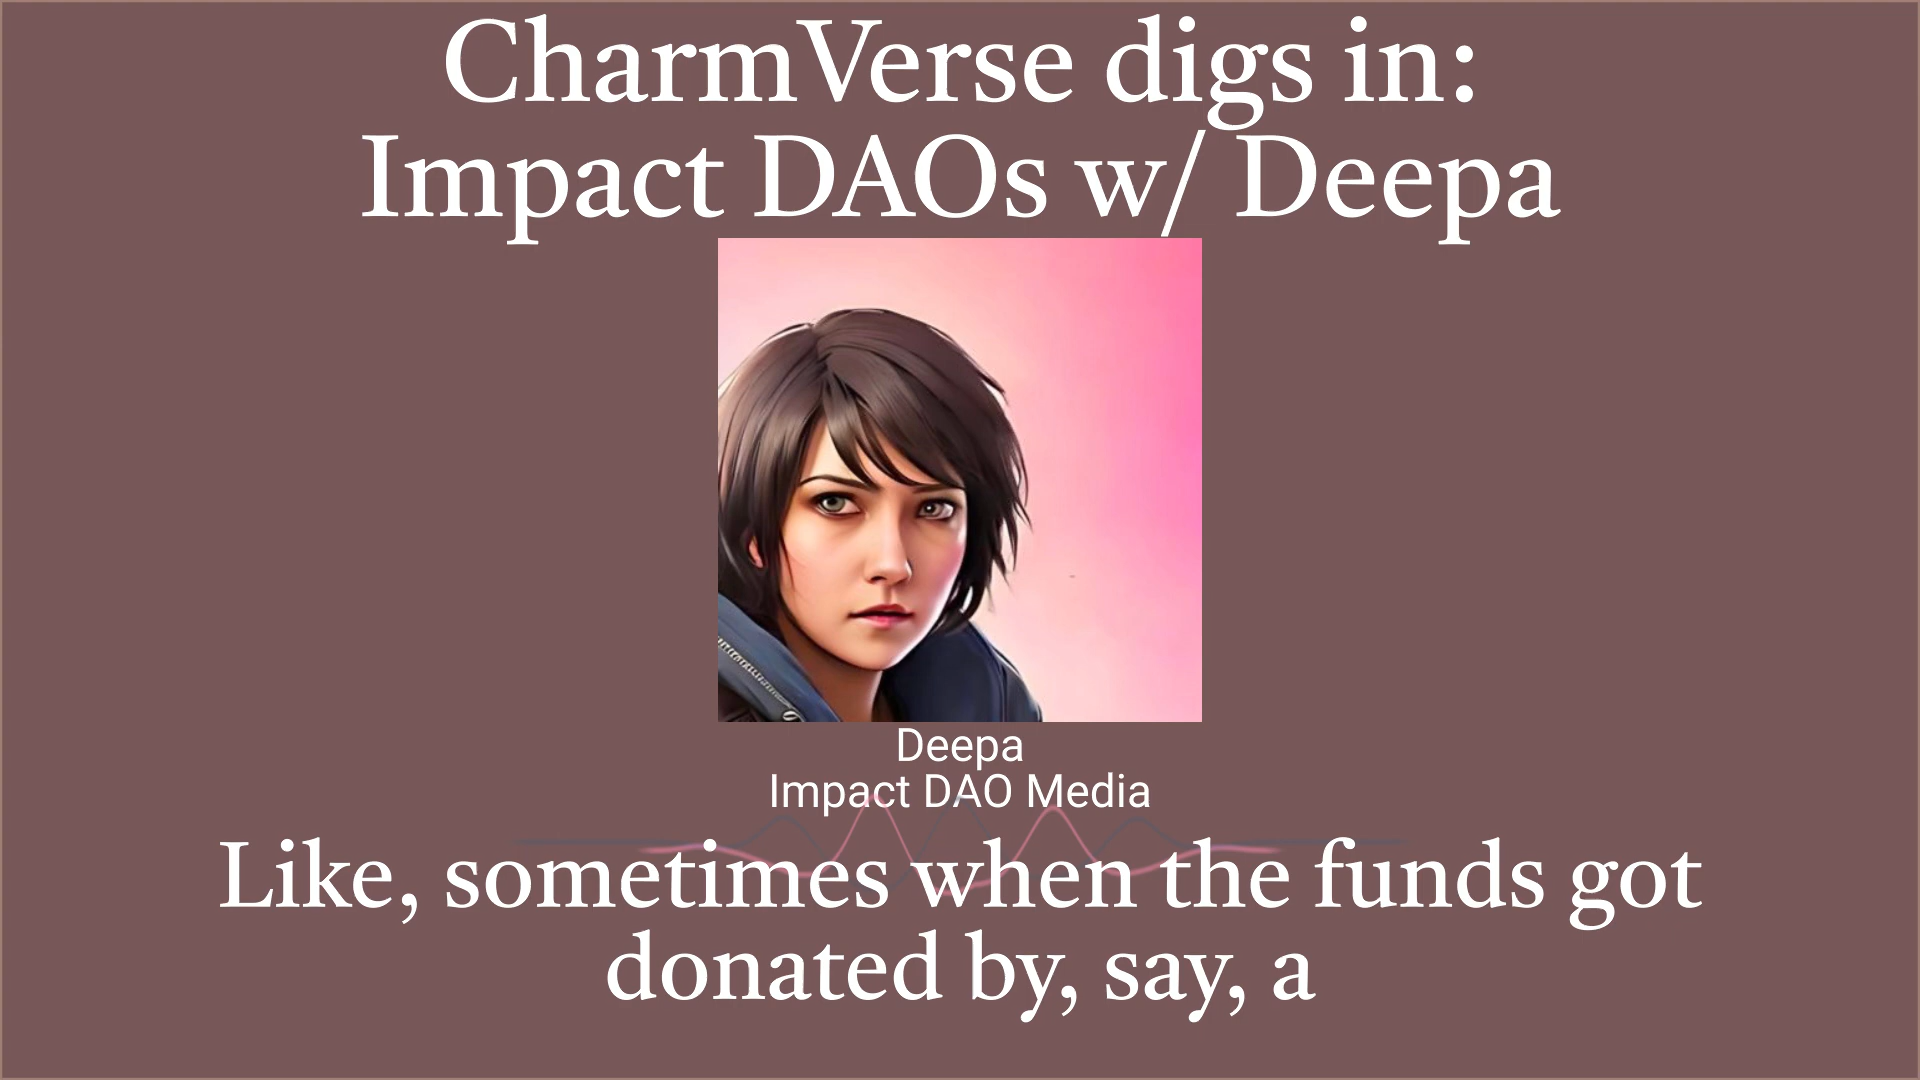 CharmVerse digs in:
Impact DAOs w/ Deepa
Deepa
Impact DAO Media
Like, sometimes when the funds got
donated by, say, a